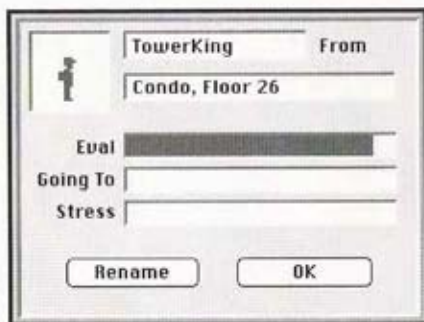 TowerKing From
Condo, Floor 26
Eval
Going To
Stress
Rename OK